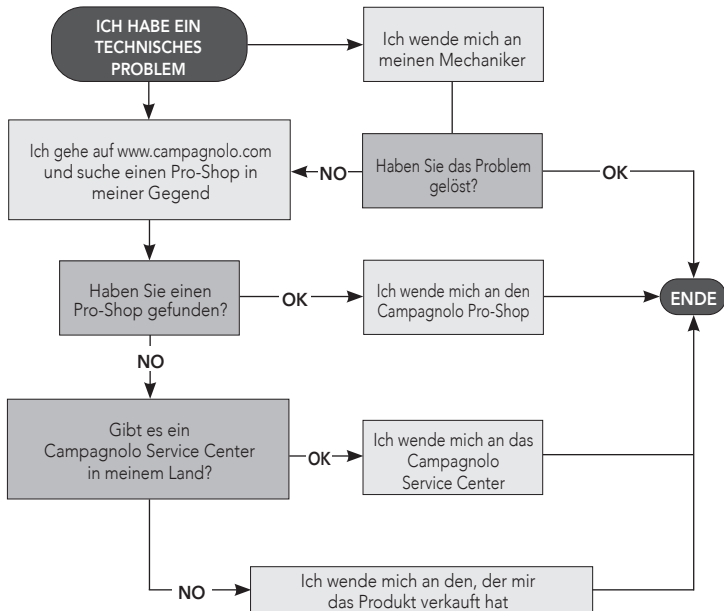 ICH HABE EIN
TECHNISCHES
PROBLEM
Ich wende mich an
meinen Mechaniker
Ich gehe auf www.campagnolo.com
und suche einen Pro-Shop in
meiner Gegend
NO
Haben Sie das Problem
gelöst?
OK
Haben Sie einen
Pro-Shop gefunden?
OK
Ich wende mich an den
Campagnolo Pro-Shop
ENDE
NO
Gibt es ein
Campagnolo Service Center
in meinem Land?
OK
Ich wende mich an das
Campagnolo
Service Center
NO
Ich wende mich an den, der mir
das Produkt verkauft hat